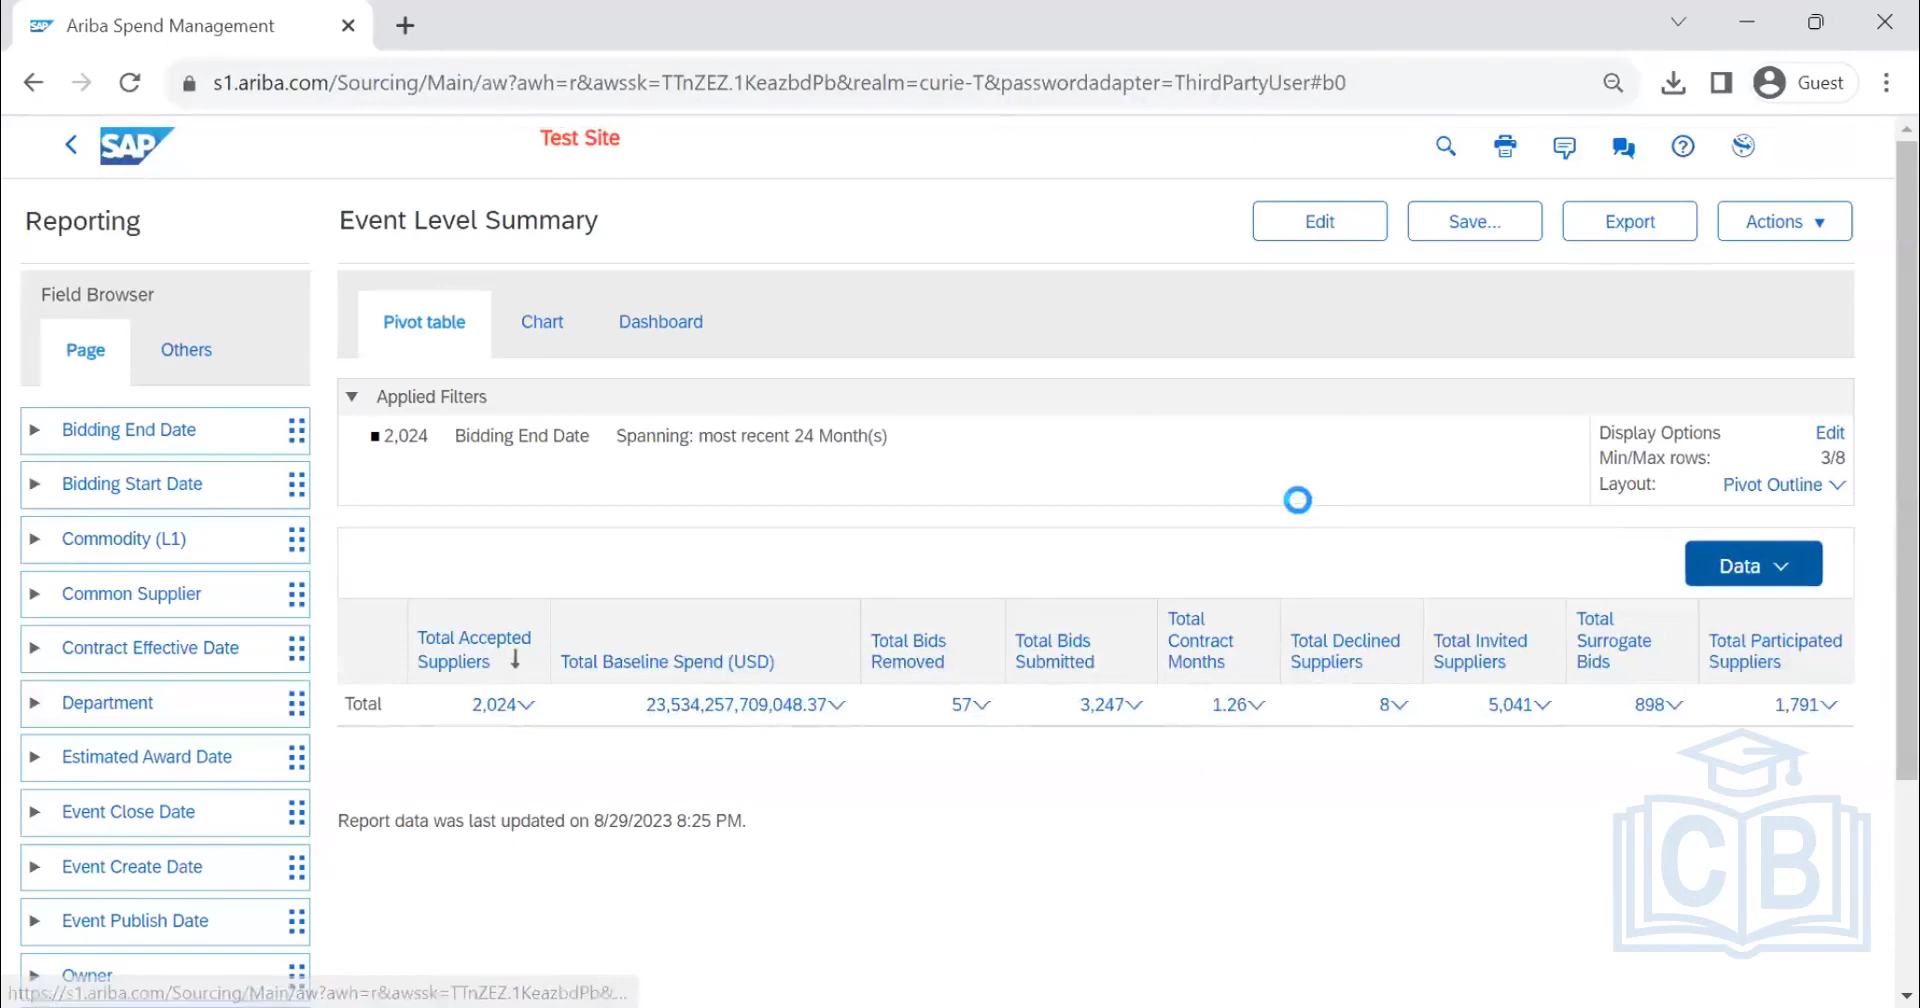 Ariba Spend Management
s1.ariba.com/Sourcing/Main/aw?awh=r&awssk=TTnZEZ.1KeazbdPb&realm=curie-T&passwordadapter=ThirdPartyUser#b0
Guest
SAP
Test Site
Reporting
Event Level Summary
Edit
Save...
Export
Actions
Field Browser
Page
Others
Pivot table
Chart
Dashboard
Applied Filters
2,024 Bidding End Date Spanning: most recent 24 Month(s)
Display Options Edit
Min/Max rows: 3/8
Layout: Pivot Outline
Bidding End Date
Bidding Start Date
Commodity (L1)
Common Supplier
Contract Effective Date
Department
Estimated Award Date
Event Close Date
Event Create Date
Event Publish Date
Owner
Data
Total Accepted
Suppliers
Total Baseline Spend (USD)
Total Bids
Removed
Total Bids
Submitted
Total
Contract
Months
Total Declined
Suppliers
Total Invited
Suppliers
Total
Surrogate
Bids
Total Participated
Suppliers
Total 2,024 23,534,257,709,048.37 57 3,247 1.26 8 5,041 898 1,791
Report data was last updated on 8/29/2023 8:25 PM.
CB
https://s1.ariba.com/Sourcing/Main/aw?awh=r&awssk=TTnZEZ.1KeazbdPb&...